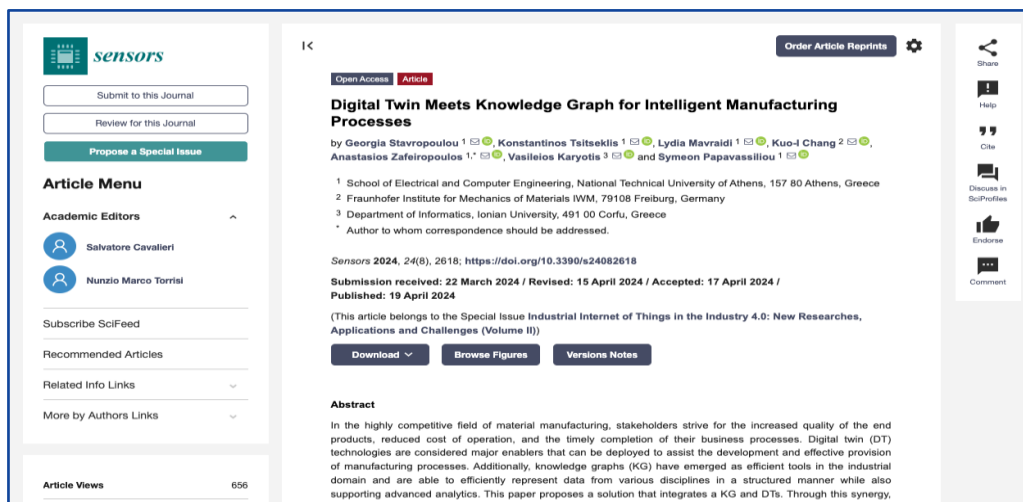 sensors
Submit to this Journal
Review for this Journal
Propose a Special Issue
Article Menu
Academic Editors
Salvatore Cavalieri
Nunzio Marco Torrisi
Subscribe SciFeed
Recommended Articles
Related Info Links
More by Authors Links
Article Views 656
Order Article Reprints
Open Access Article
Digital Twin Meets Knowledge Graph for Intelligent Manufacturing
Processes
by Georgia Stavropoulou 1, Konstantinos Tsitseklis 1, Lydia Mavraidi 1, Kuo-I Chang 2,
Anastasios Zafeiropoulos 1,*, Vasileios Karyotis 3 and Symeon Papavassiliou 1
1 School of Electrical and Computer Engineering, National Technical University of Athens, 157 80 Athens, Greece
2 Fraunhofer Institute for Mechanics of Materials IWM, 79108 Freiburg, Germany
3 Department of Informatics, Ionian University, 491 00 Corfu, Greece
* Author to whom correspondence should be addressed.
Sensors 2024, 24(8), 2618; https://doi.org/10.3390/s24082618
Submission received: 22 March 2024 / Revised: 15 April 2024 / Accepted: 17 April 2024 /
Published: 19 April 2024
(This article belongs to the Special Issue Industrial Internet of Things in the Industry 4.0: New Researches,
Applications and Challenges (Volume II))
Download
Browse Figures
Versions Notes
Abstract
In the highly competitive field of material manufacturing, stakeholders strive for the increased quality of the end
products, reduced cost of operation, and the timely completion of their business processes. Digital twin (DT)
technologies are considered major enablers that can be deployed to assist the development and effective provision
of manufacturing processes. Additionally, knowledge graphs (KG) have emerged as efficient tools in the industrial
domain and are able to efficiently represent data from various disciplines in a structured manner while also
supporting advanced analytics. This paper proposes a solution that integrates a KG and DTs. Through this synergy,
Share
Help
Cite
Discuss in
SciProfiles
Endorse
Comment